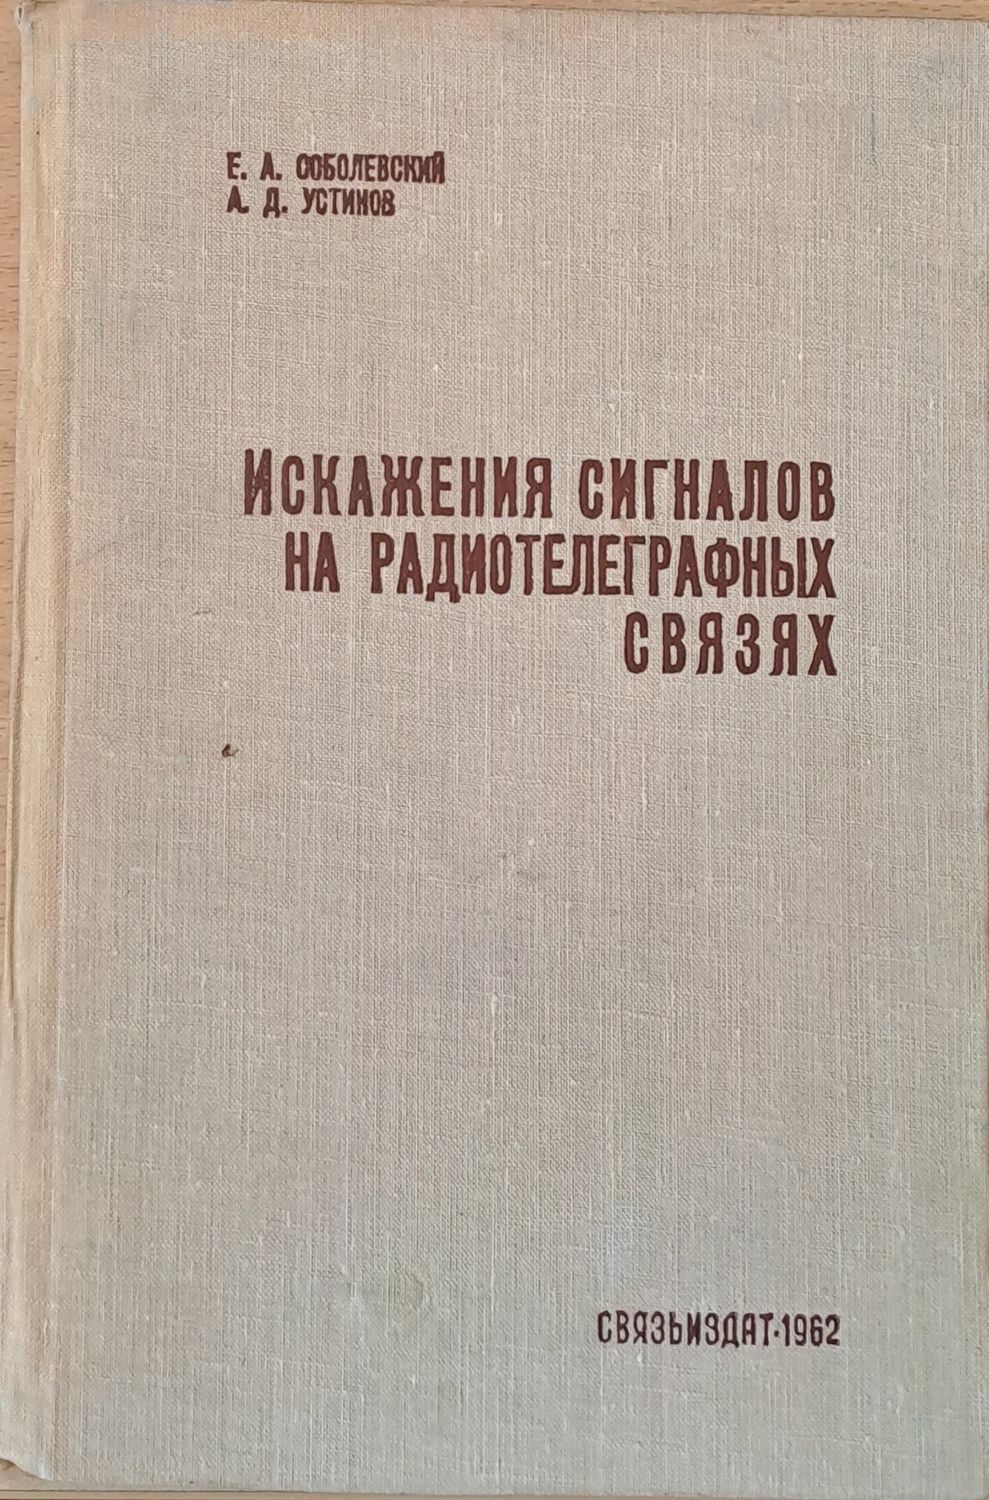 Е. А. СОБОЛЕВСКИЙ
А. Д. УСТИНОВ
ИСКАЖЕНИЯ СИГНАЛОВ
НА РАДИОТЕЛЕГРАФНЫХ
СВЯЗЯХ
СВЯЗЬИЗДАТ·1962